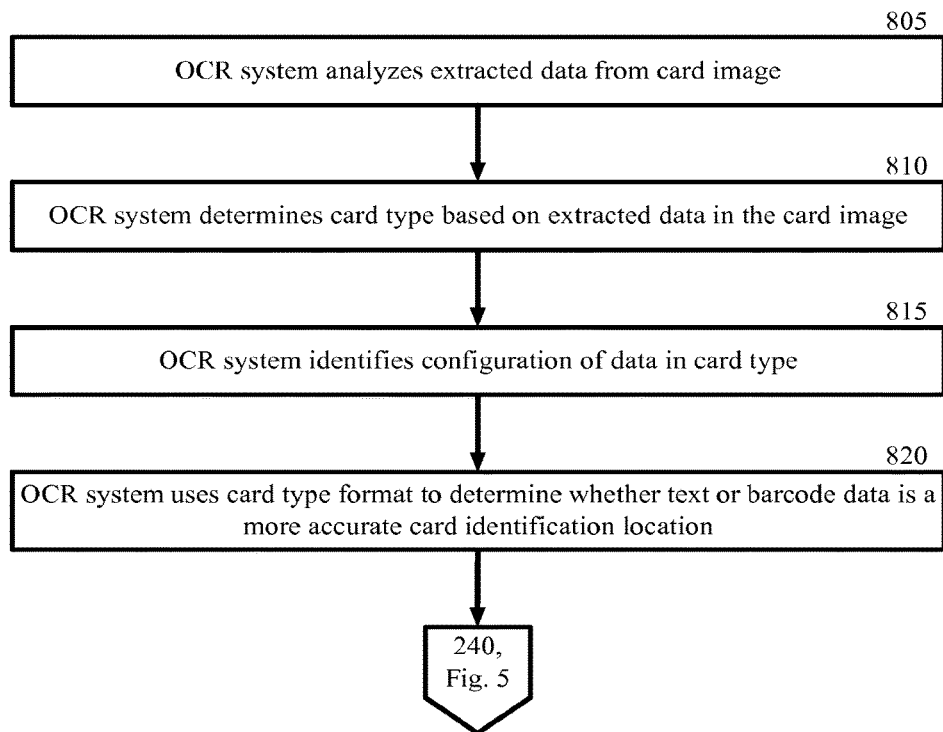 805
OCR system analyzes extracted data from card image
810
OCR system determines card type based on extracted data in the card image
815
OCR system identifies configuration of data in card type
820
OCR system uses card type format to determine whether text or barcode data is a
more accurate card identification location
240,
Fig. 5